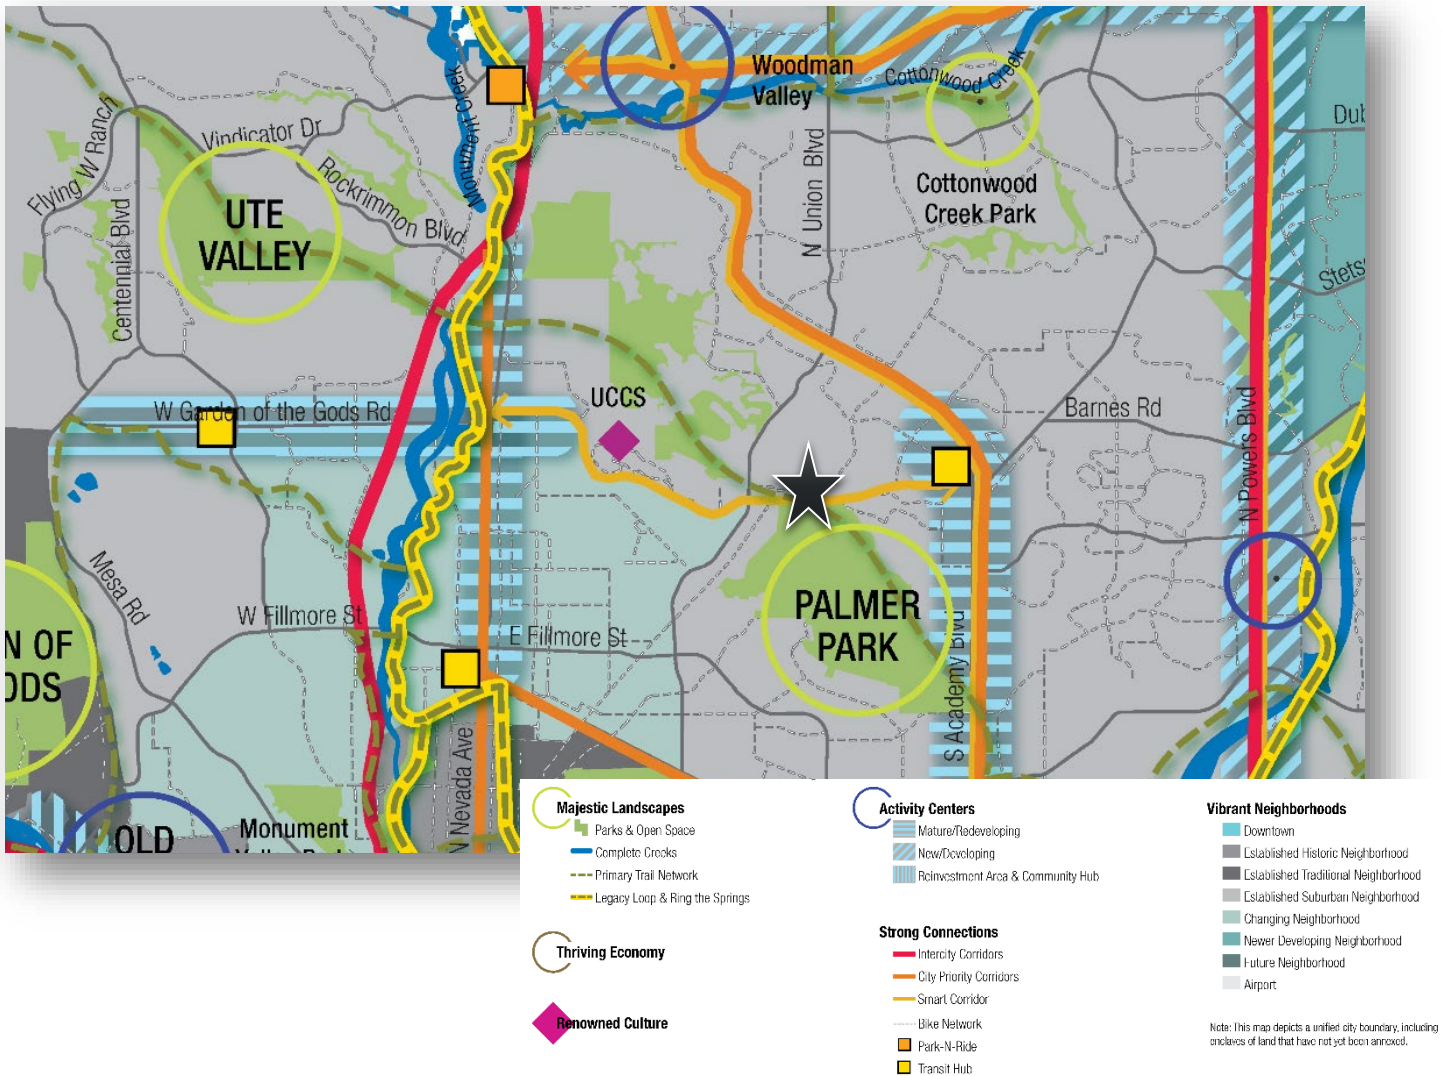 Woodman
Valley
Cottonwood Creek
Monument Creek
Flying W Ranch
Vindicator Dr
Rockrimmon Blvd
Centennial Blvd
UTE
VALLEY
N Union Blvd
Cottonwood
Creek Park
Dub
Stets
UCCS
W Garden of the Gods Rd
Barnes Rd
N Powers Blvd
Mesa Rd
W Fillmore St
E Fillmore St
PALMER
PARK
S Academy Blvd
N OF
ODS
N Nevada Ave
OLD
Monument
Majestic Landscapes
Parks & Open Space
Complete Creeks
Primary Trail Network
Legacy Loop & Ring the Springs
Thriving Economy
Renowned Culture
Activity Centers
Mature/Redeveloping
New/Developing
Reinvestment Area & Community Hub
Strong Connections
Intercity Corridors
City Priority Corridors
Smart Corridor
Bike Network
Park-N-Ride
Transit Hub
Vibrant Neighborhoods
Downtown
Established Historic Neighborhood
Established Traditional Neighborhood
Established Suburban Neighborhood
Changing Neighborhood
Newer Developing Neighborhood
Future Neighborhood
Airport
Note: This map depicts a unified city boundary, including
enclaves of land that have not yet been annexed.